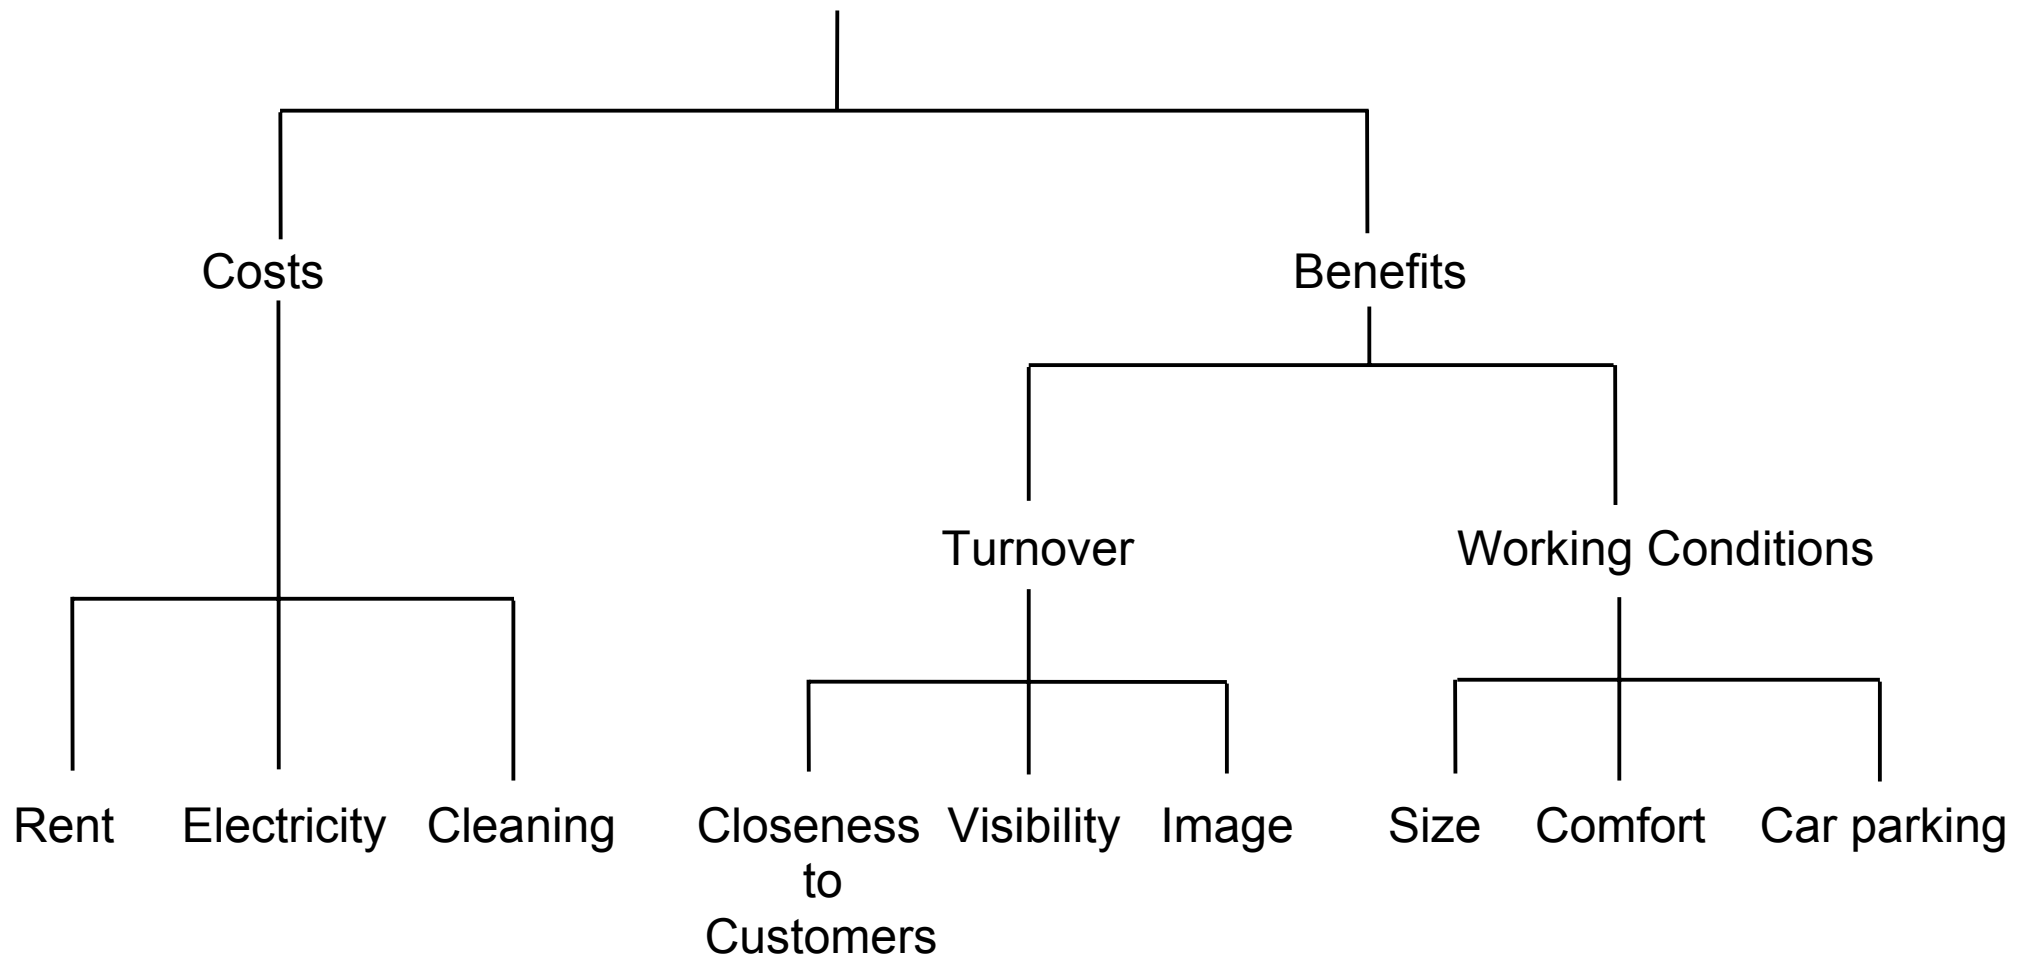 Costs
Benefits
Turnover
Working Conditions
Rent
Electricity
Cleaning
Closeness
to
Customers
Visibility
Image
Size
Comfort
Car parking